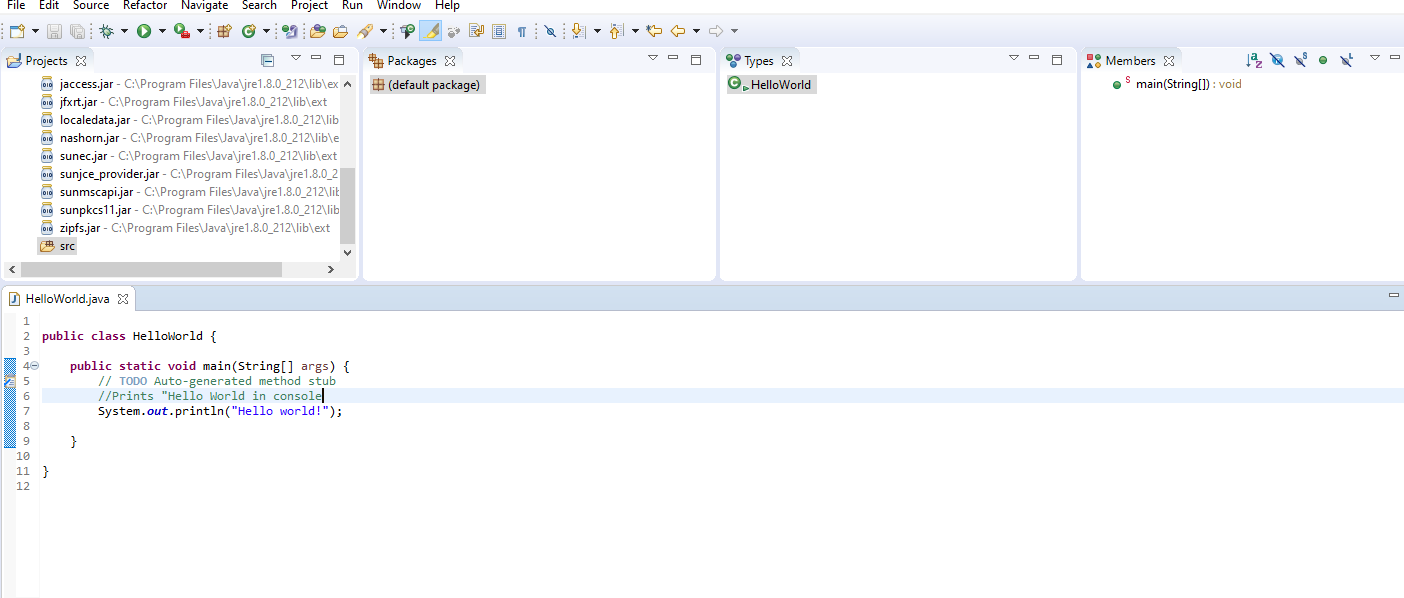 File Edit Source Refactor Navigate Search Project Run Window Help
Projects
jaccess.jar - C:\Program Files\Java\jre1.8.0_212\lib\ex
jfxrt.jar - C:\Program Files\Java\jre1.8.0_212\lib\ext
localedata.jar - C:\Program Files\Java\jre1.8.0_212\lib
nashorn.jar - C:\Program Files\Java\jre1.8.0_212\lib\e
sunec.jar - C:\Program Files\Java\jre1.8.0_212\lib\ext
sunjce_provider.jar - C:\Program Files\Java\jre1.8.0_2
sunmscapi.jar - C:\Program Files\Java\jre1.8.0_212\lib
sunpkcs11.jar - C:\Program Files\Java\jre1.8.0_212\lib
zipfs.jar - C:\Program Files\Java\jre1.8.0_212\lib\ext
src
Packages
(default package)
Types
HelloWorld
Members
main(String[]) : void
HelloWorld.java
1
2 public class HelloWorld {
3
4 public static void main(String[] args) {
5 // TODO Auto-generated method stub
6 //Prints "Hello World in console
7 System.out.println("Hello world!");
8
9 }
10
11 }
12